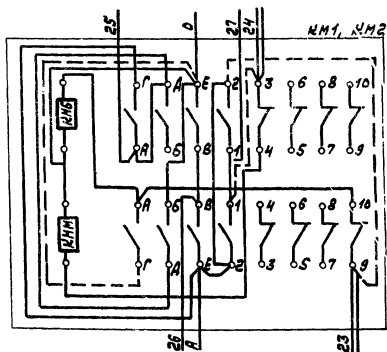 25 0 27 24 КМ1, КМ2
Г А Е 2 3 6 8 10
КМБ
А Б В 1 4 5 7 9
А Б В 1 4 6 8 10
КММ
Г А Е 2 3 5 7 9
26 А 23